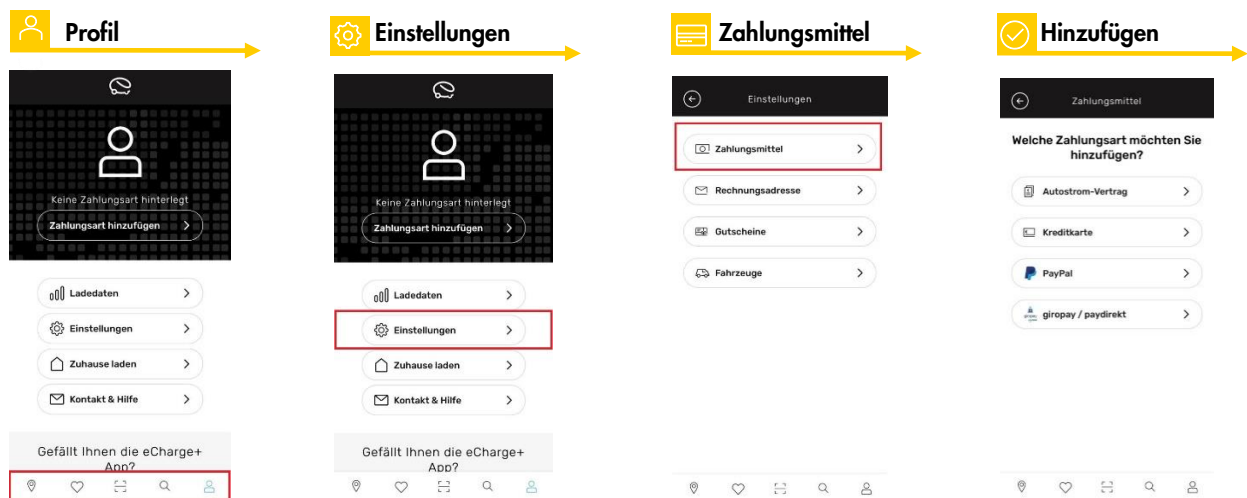 Profil
Keine Zahlungsart hinterlegt
Zahlungsart hinzufügen
Ladedaten
Einstellungen
Zuhause laden
Kontakt & Hilfe
Gefällt Ihnen die eCharge+
App?
Einstellungen
Keine Zahlungsart hinterlegt
Zahlungsart hinzufügen
Ladedaten
Einstellungen
Zuhause laden
Kontakt & Hilfe
Gefällt Ihnen die eCharge+
App?
Zahlungsmittel
Einstellungen
Zahlungsmittel
Rechnungsadresse
Gutscheine
Fahrzeuge
Hinzufügen
Zahlungsmittel
Welche Zahlungsart möchten Sie
hinzufügen?
Autostrom-Vertrag
Kreditkarte
PayPal
giropay / paydirekt